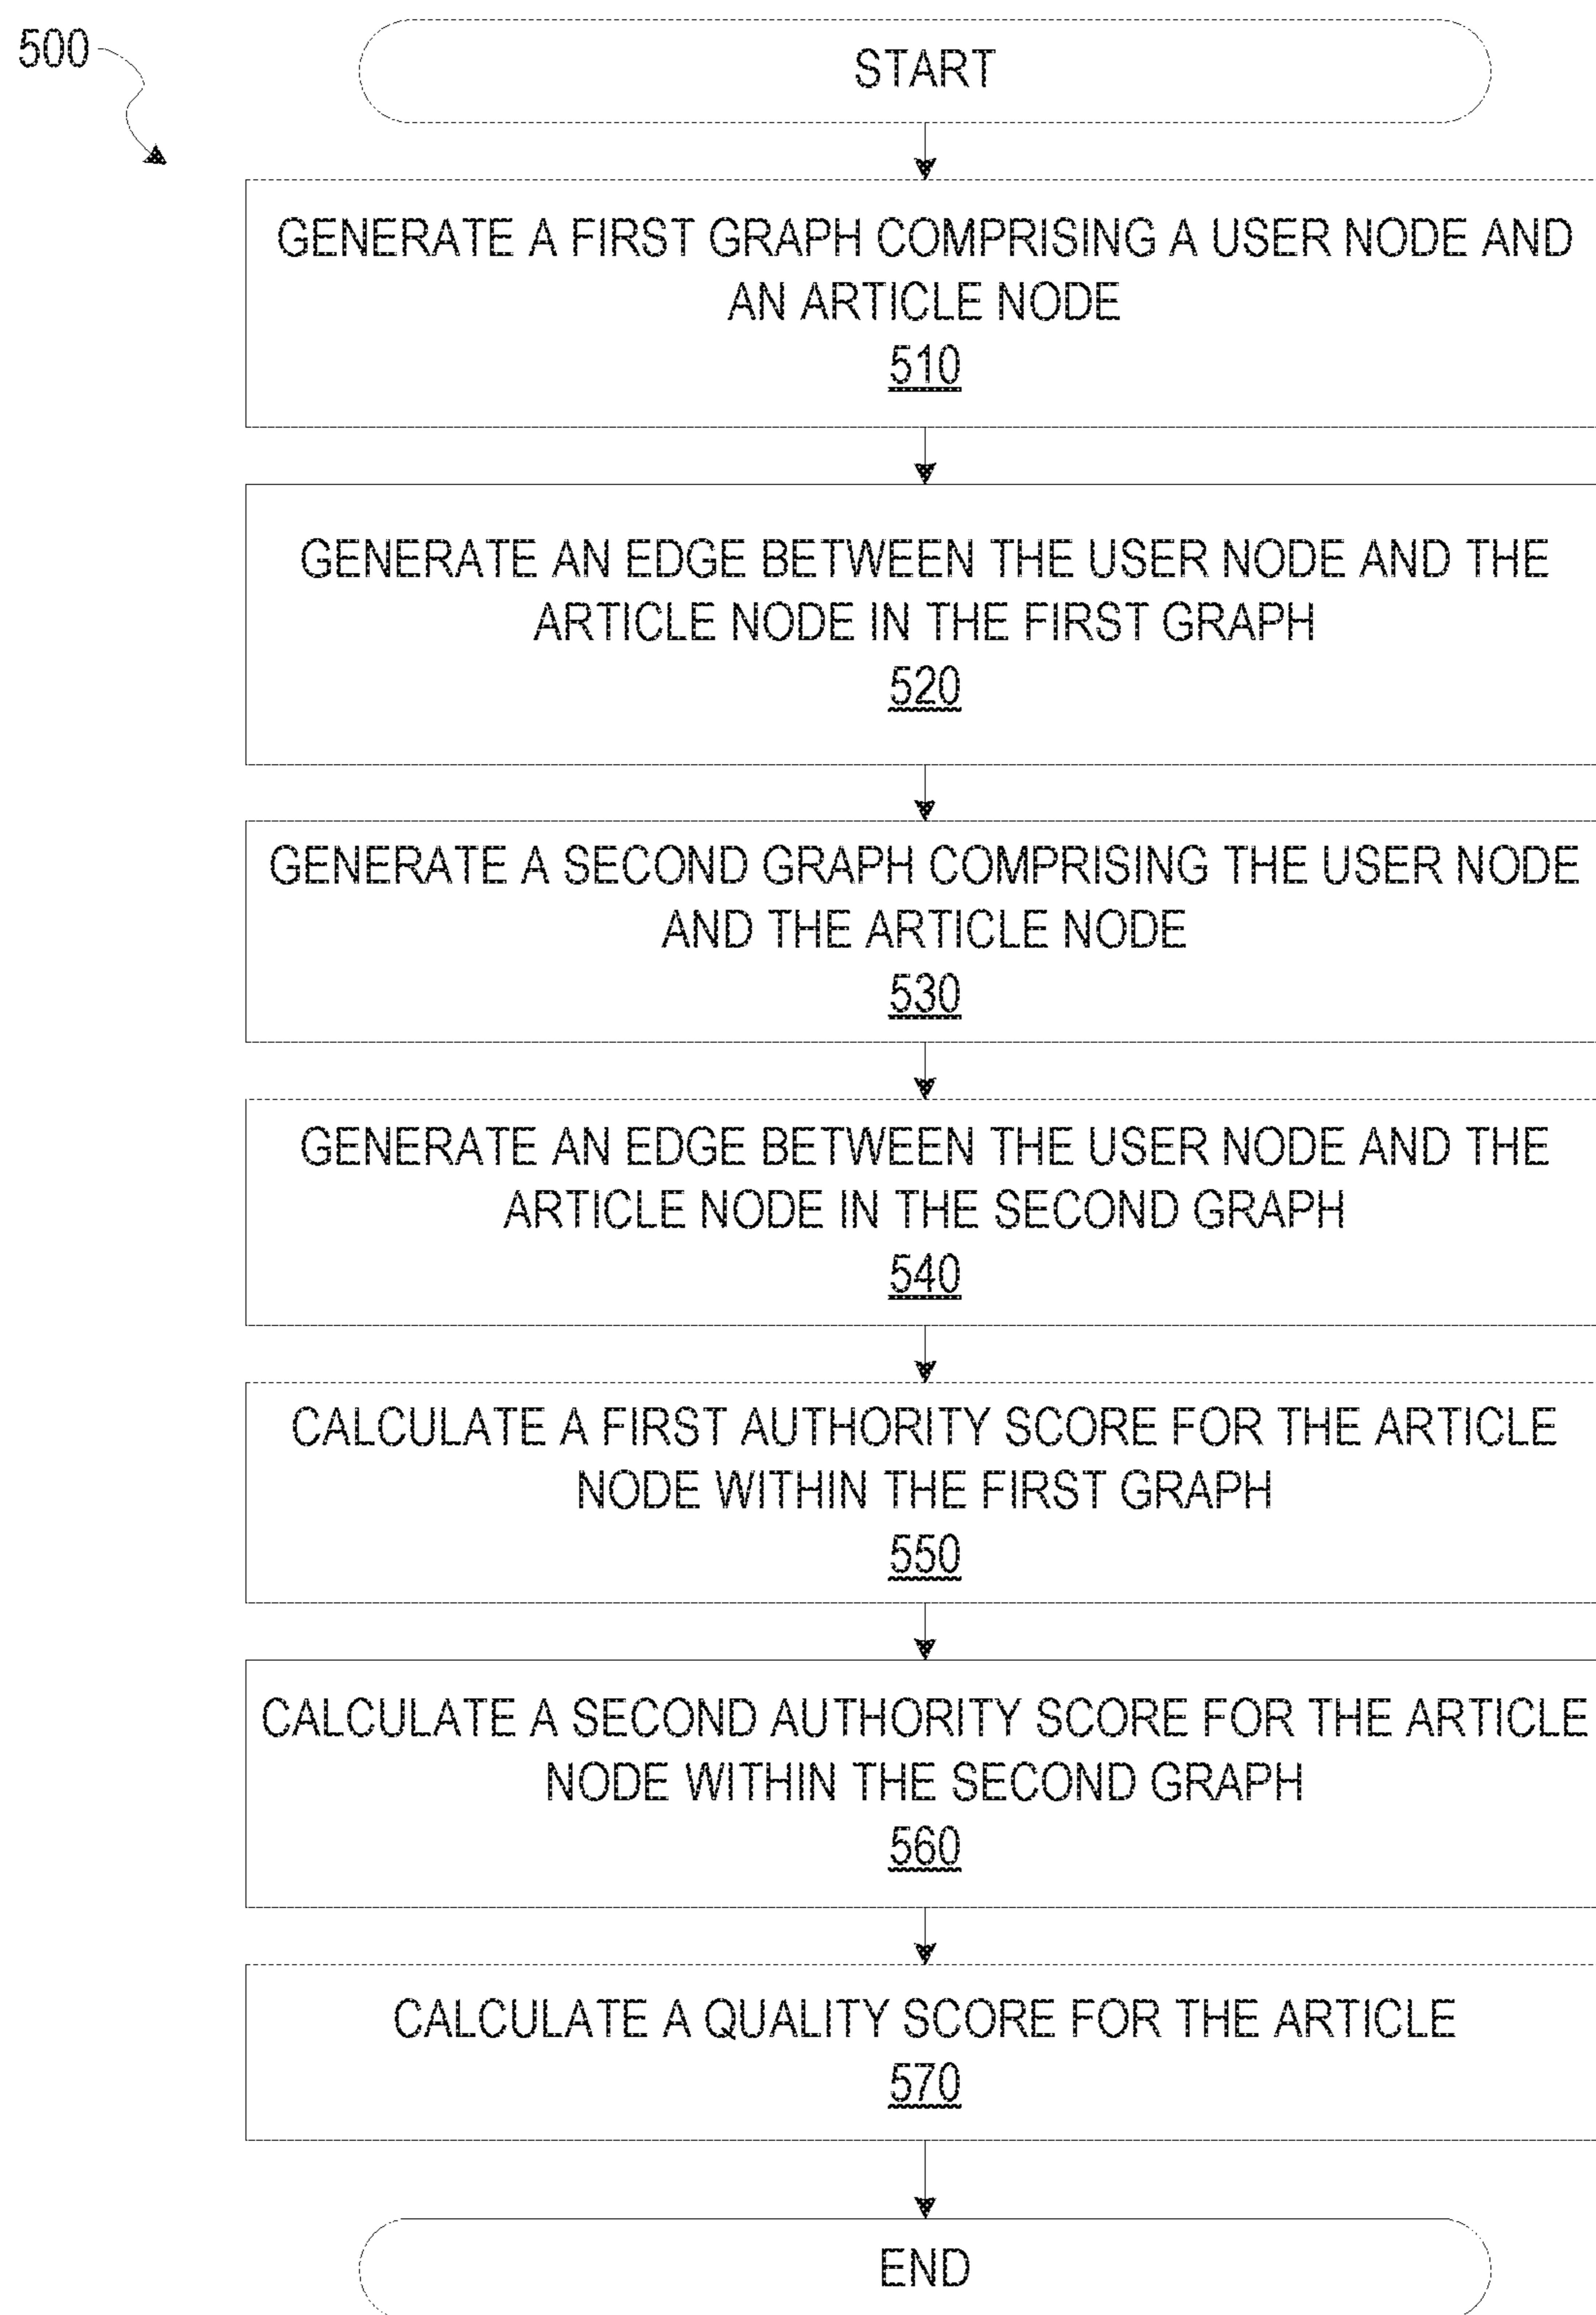 500
START
GENERATE A FIRST GRAPH COMPRISING A USER NODE AND
AN ARTICLE NODE
510
GENERATE AN EDGE BETWEEN THE USER NODE AND THE
ARTICLE NODE IN THE FIRST GRAPH
520
GENERATE A SECOND GRAPH COMPRISING THE USER NODE
AND THE ARTICLE NODE
530
GENERATE AN EDGE BETWEEN THE USER NODE AND THE
ARTICLE NODE IN THE SECOND GRAPH
540
CALCULATE A FIRST AUTHORITY SCORE FOR THE ARTICLE
NODE WITHIN THE FIRST GRAPH
550
CALCULATE A SECOND AUTHORITY SCORE FOR THE ARTICLE
NODE WITHIN THE SECOND GRAPH
560
CALCULATE A QUALITY SCORE FOR THE ARTICLE
570
END